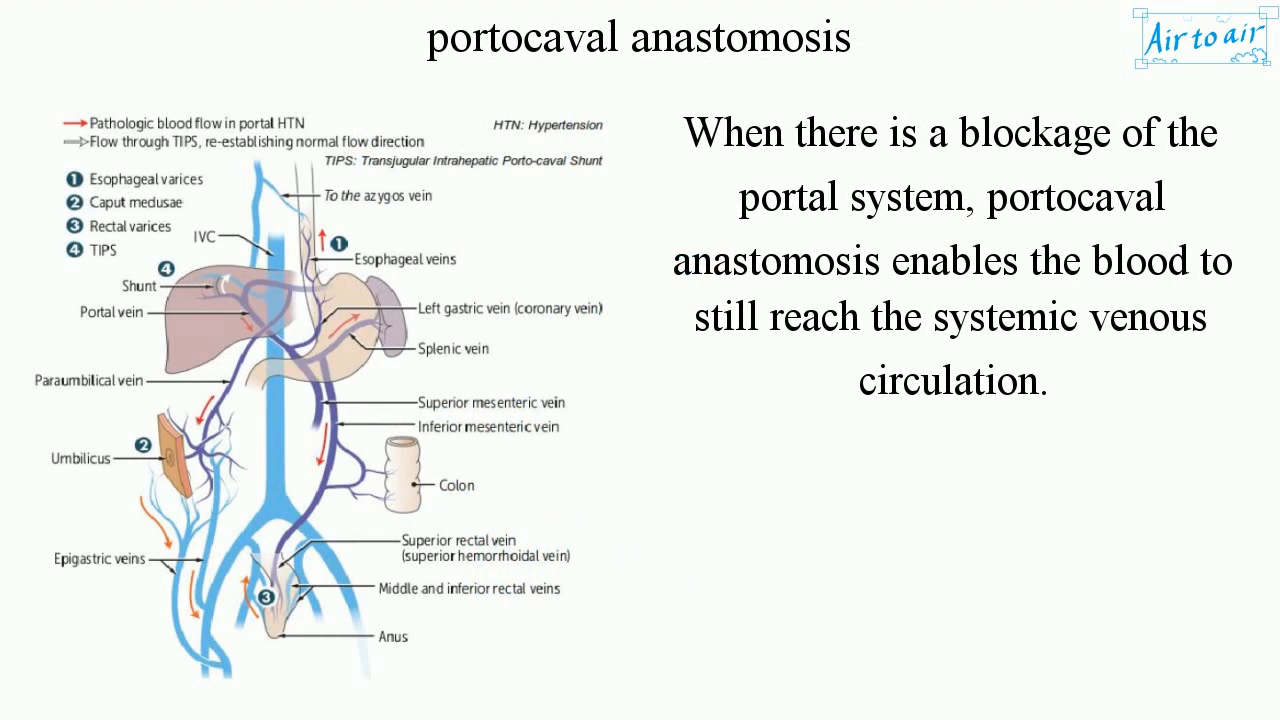 portocaval anastomosis
Air to air
Pathologic blood flow in portal HTN
HTN: Hypertension
Flow through TIPS, re-establishing normal flow direction
TIPS: Transjugular Intrahepatic Porto-caval Shunt
1 Esophageal varices
2 Caput medusae
3 Rectal varices
4 TIPS
To the azygos vein
IVC
1
Esophageal veins
4
Shunt
Portal vein
Left gastric vein (coronary vein)
Splenic vein
Paraumbilical vein
Superior mesenteric vein
Inferior mesenteric vein
2
Umbilicus
Colon
Superior rectal vein
(superior hemorrhoidal vein)
Epigastric veins
Middle and inferior rectal veins
3
Anus
When there is a blockage of the
portal system, portocaval
anastomosis enables the blood to
still reach the systemic venous
circulation.